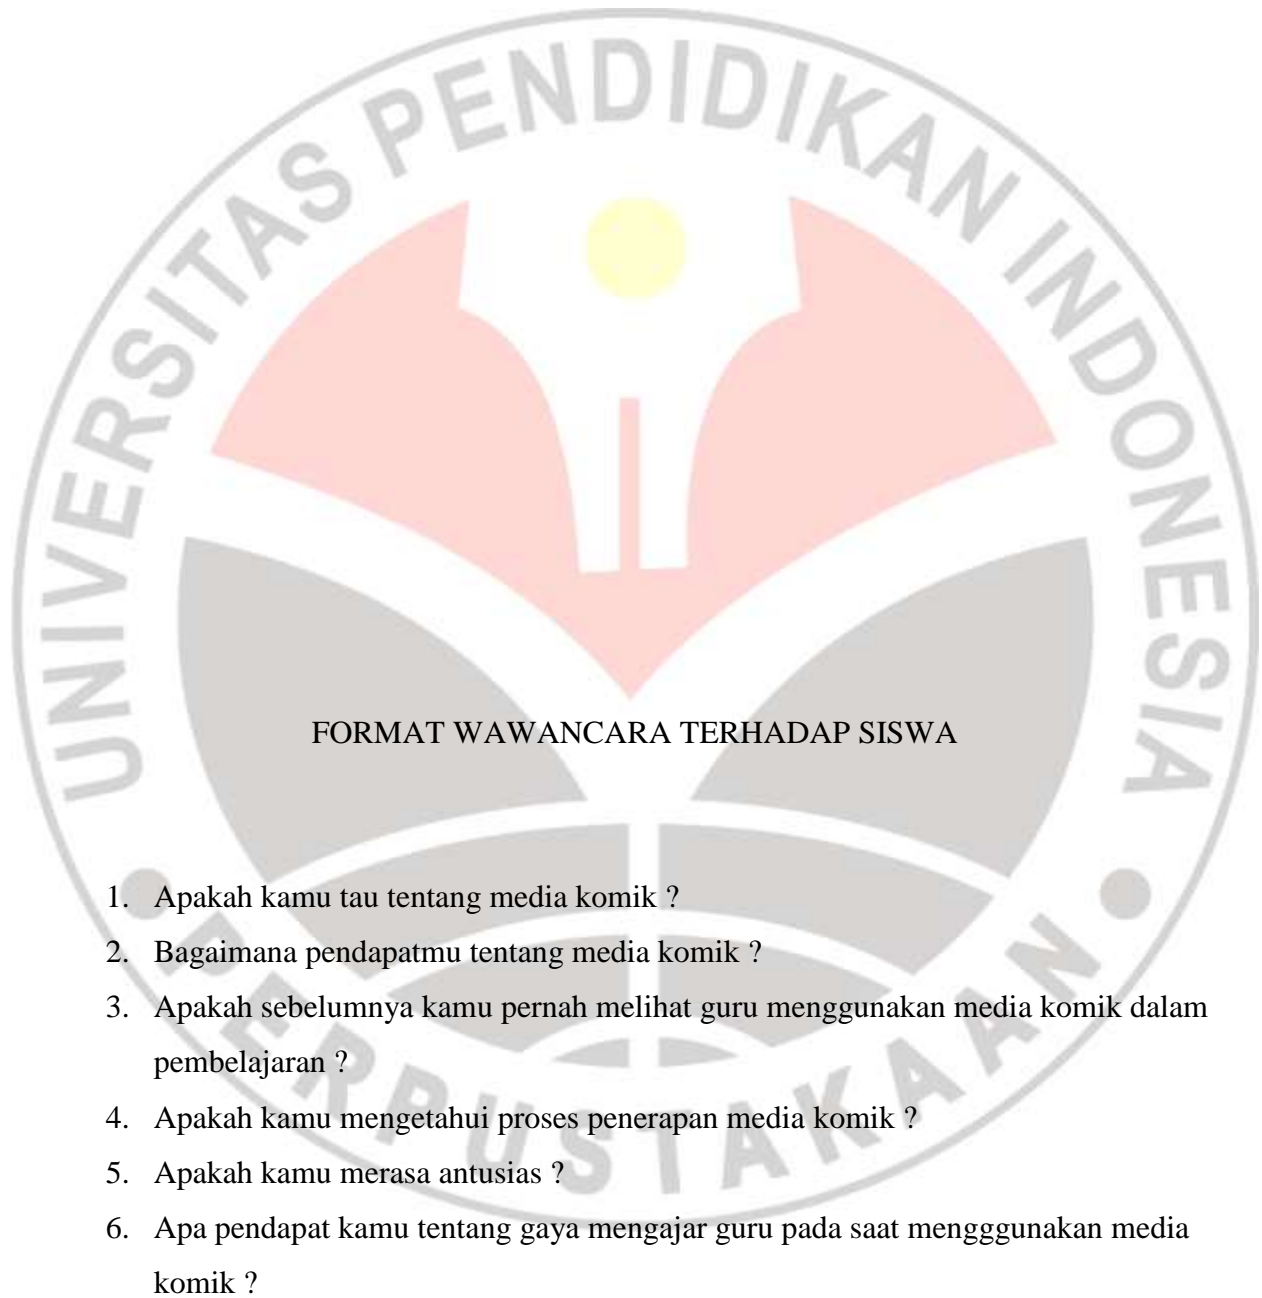 UNIVERSITAS PENDIDIKAN INDONESIA
PERPUSTAKAAN
FORMAT WAWANCARA TERHADAP SISWA
1. Apakah kamu tau tentang media komik ?
2. Bagaimana pendapatmu tentang media komik ?
3. Apakah sebelumnya kamu pernah melihat guru menggunakan media komik dalam
pembelajaran ?
4. Apakah kamu mengetahui proses penerapan media komik ?
5. Apakah kamu merasa antusias ?
6. Apa pendapat kamu tentang gaya mengajar guru pada saat mengggunakan media
komik ?